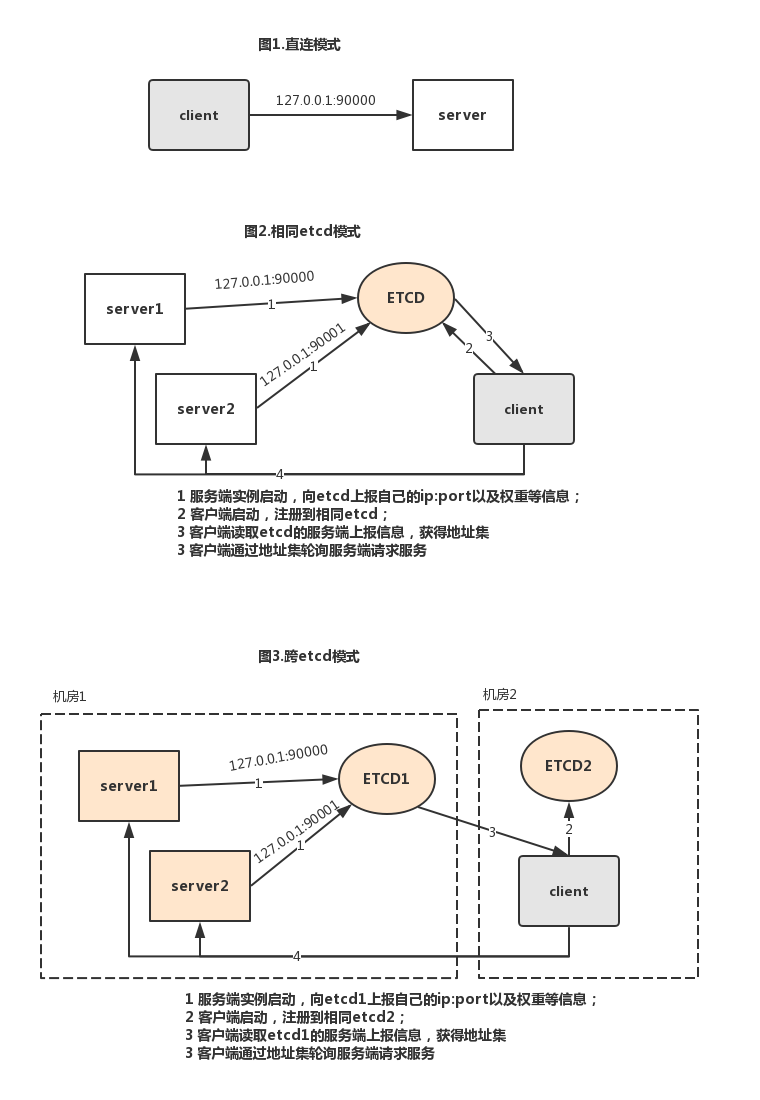 图1.直连模式
client
127.0.0.1:90000
server
图2.相同etcd模式
server1
127.0.0.1:90000
1
ETCD
server2
127.0.0.1:90001
1
2
3
client
4
1 服务端实例启动，向etcd上报自己的ip:port以及权重等信息；
2 客户端启动，注册到相同etcd；
3 客户端读取etcd的服务端上报信息，获得地址集
3 客户端通过地址集轮询服务端请求服务
图3.跨etcd模式
机房1
机房2
server1
127.0.0.1:90000
1
ETCD1
ETCD2
server2
127.0.0.1:90001
1
3
2
client
4
1 服务端实例启动，向etcd1上报自己的ip:port以及权重等信息；
2 客户端启动，注册到相同etcd2；
3 客户端读取etcd1的服务端上报信息，获得地址集
3 客户端通过地址集轮询服务端请求服务